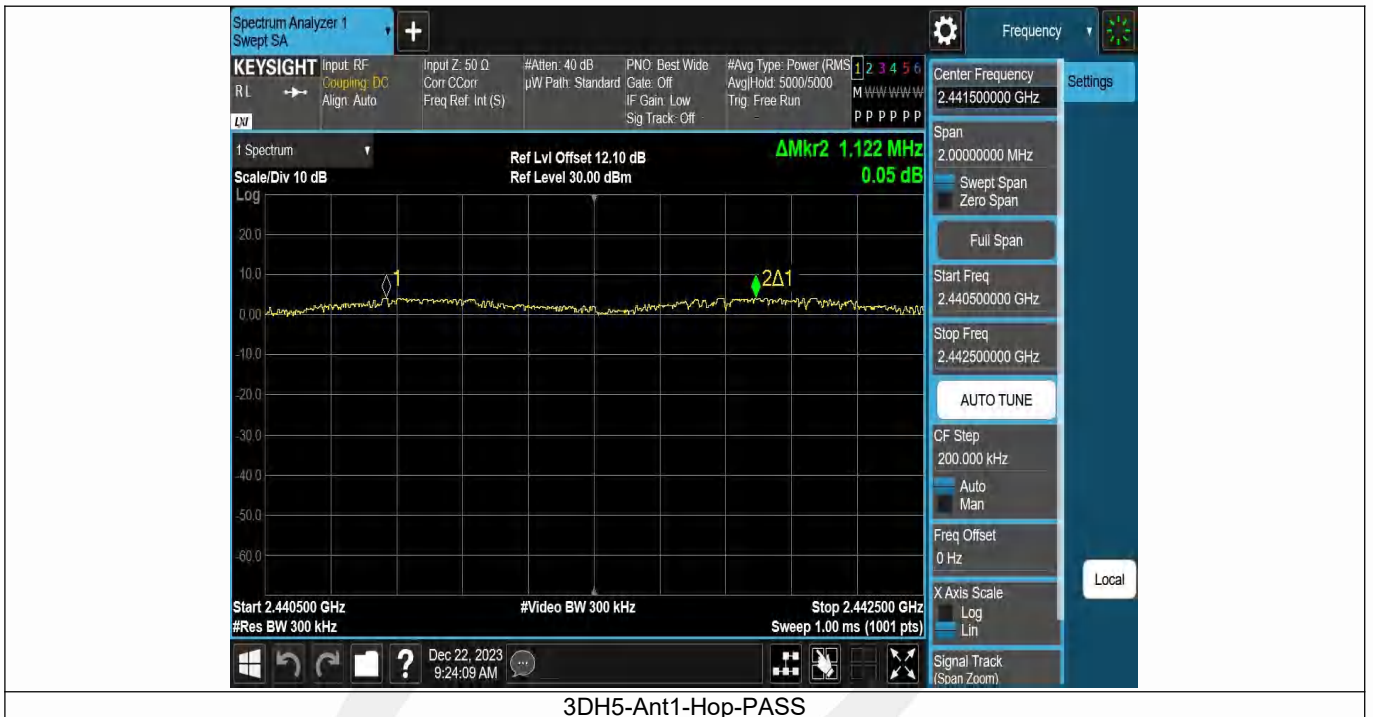 Spectrum Analyzer 1
Swept SA
Frequency
KEYSIGHT
RL
LXI
Input: RF
Coupling: DC
Align: Auto
Input Z: 50 Ω
Corr CCorr
Freq Ref: Int (S)
#Atten: 40 dB
µW Path: Standard
PNO: Best Wide
Gate: Off
IF Gain: Low
Sig Track: Off
#Avg Type: Power (RMS
Avg|Hold: 5000/5000
Trig: Free Run
1 2 3 4 5 6
M W W W W W
P P P P P P
1 Spectrum
Scale/Div 10 dB
Log
Ref Lvl Offset 12.10 dB
Ref Level 30.00 dBm
ΔMkr2 1.122 MHz
0.05 dB
20.0
10.0
0.00
-10.0
-20.0
-30.0
-40.0
-50.0
-60.0
1
2Δ1
Start 2.440500 GHz
#Res BW 300 kHz
#Video BW 300 kHz
Stop 2.442500 GHz
Sweep 1.00 ms (1001 pts)
?
Dec 22, 2023
9:24:09 AM
Center Frequency
2.441500000 GHz
Settings
Span
2.00000000 MHz
Swept Span
Zero Span
Full Span
Start Freq
2.440500000 GHz
Stop Freq
2.442500000 GHz
AUTO TUNE
CF Step
200.000 kHz
Auto
Man
Freq Offset
0 Hz
X Axis Scale
Log
Lin
Signal Track
(Span Zoom)
Local
3DH5-Ant1-Hop-PASS